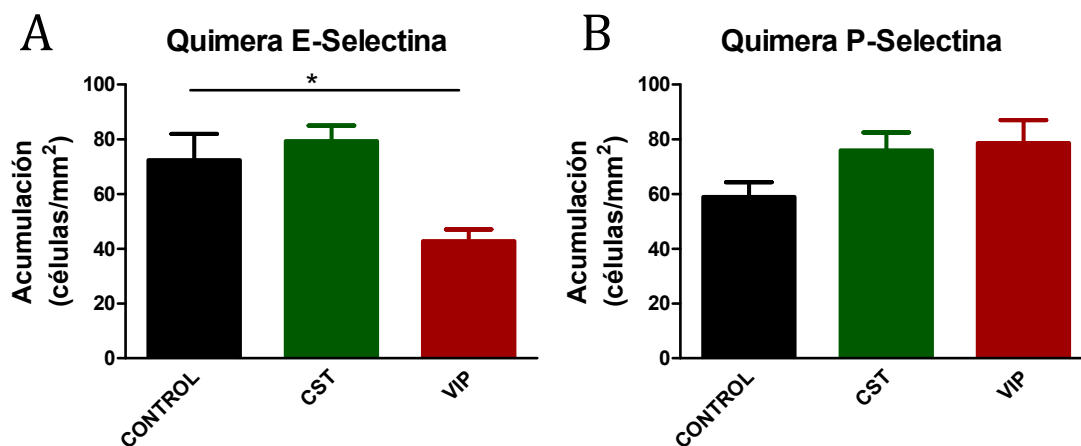 A
Quimera E-Selectina
*
Acumulación
(células/mm²)
100
80
60
40
20
0
CONTROL
CST
VIP
B
Quimera P-Selectina
Acumulación
(células/mm²)
100
80
60
40
20
0
CONTROL
CST
VIP